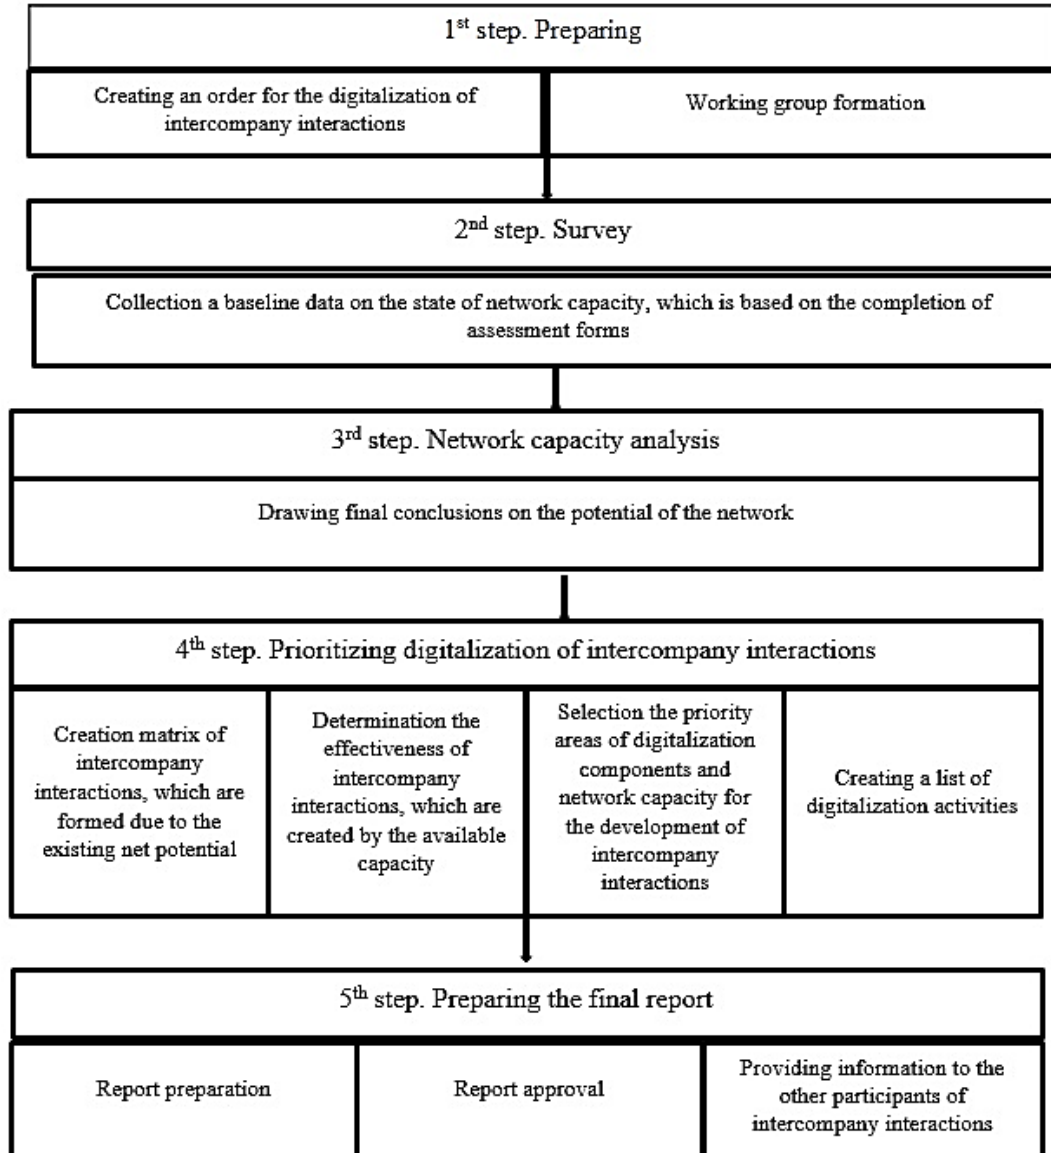 1st step. Preparing
Creating an order for the digitalization of
intercompany interactions
Working group formation
2nd step. Survey
Collection a baseline data on the state of network capacity, which is based on the completion of
assessment forms
3rd step. Network capacity analysis
Drawing final conclusions on the potential of the network
4th step. Prioritizing digitalization of intercompany interactions
Creation matrix of
intercompany
interactions, which are
formed due to the
existing net potential
Determination the
effectiveness of
intercompany
interactions, which are
created by the available
capacity
Selection the priority
areas of digitalization
components and
network capacity for
the development of
intercompany
interactions
Creating a list of
digitalization activities
5th step. Preparing the final report
Report preparation
Report approval
Providing information to the
other participants of
intercompany interactions